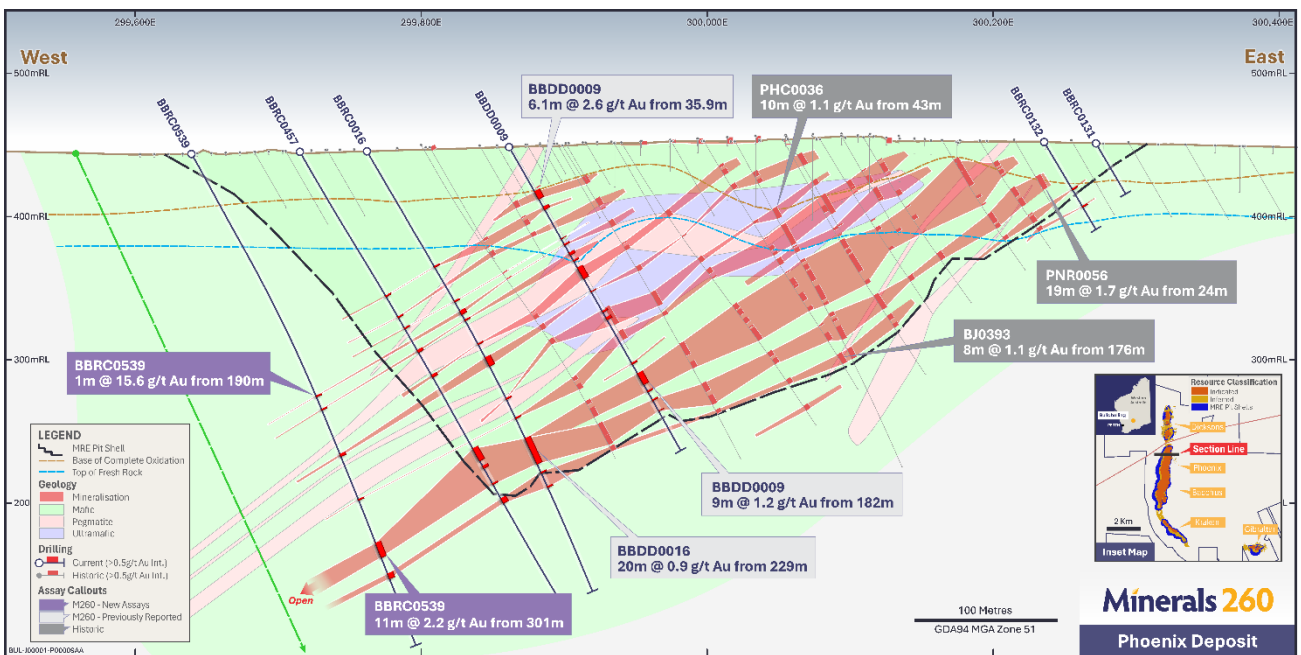 299,600E
299,800E
300,000E
300,200E
300,400E
West
East
500mRL
500mRL
BBRC0539
BBRC0457
BBRC0016
BBDD0009
BBRC0132
BBRC0131
BBDD0009
6.1m @ 2.6 g/t Au from 35.9m
PHC0036
10m @ 1.1 g/t Au from 43m
400mRL
400mRL
PNR0056
19m @ 1.7 g/t Au from 24m
BJ0393
8m @ 1.1 g/t Au from 176m
300mRL
300mRL
BBRC0539
1m @ 15.6 g/t Au from 190m
BBDD0009
9m @ 1.2 g/t Au from 182m
BBDD0016
20m @ 0.9 g/t Au from 229m
BBRC0539
11m @ 2.2 g/t Au from 301m
Open
200
LEGEND
MRE Pit Shell
Base of Complete Oxidation
Top of Fresh Rock
Geology
Mineralisation
Mafic
Pegmatite
Ultramafic
Drilling
Current (>0.5g/t Au Int.)
Historic (>0.5g/t Au Int.)
Assay Callouts
M260 - New Assays
M260 - Previously Reported
Historic
BUL-J00001-P0000SAA
Resource Classification
Indicated
Inferred
MRE Pit Shells
Section Line
Phoenix
Bacchus
Kraken
Gibraltar
2 Km
Inset Map
100 Metres
GDA94 MGA Zone 51
Minerals 260
Phoenix Deposit